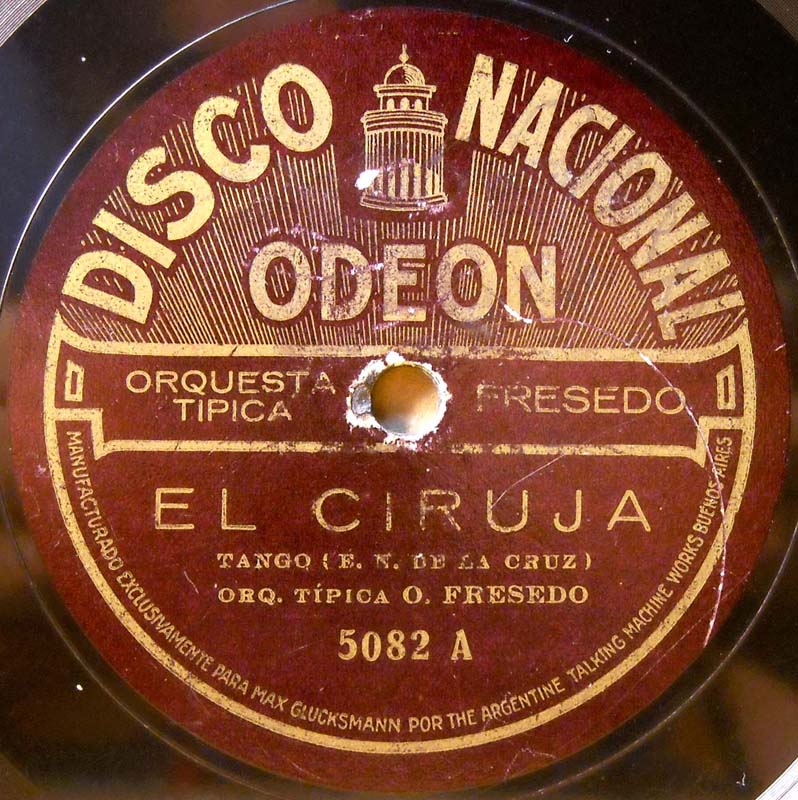 DISCO NACIONAL
ODEON
ORQUESTA TIPICA
FRESEDO
EL CIRUJA
TANGO (E. N. DE LA CRUZ)
ORQ. TÍPICA O. FRESEDO
5082 A
MANUFACTURADO EXCLUSIVAMENTE PARA MAX GLUCKSMANN POR THE ARGENTINE TALKING MACHINE WORKS BUENOS AIRES